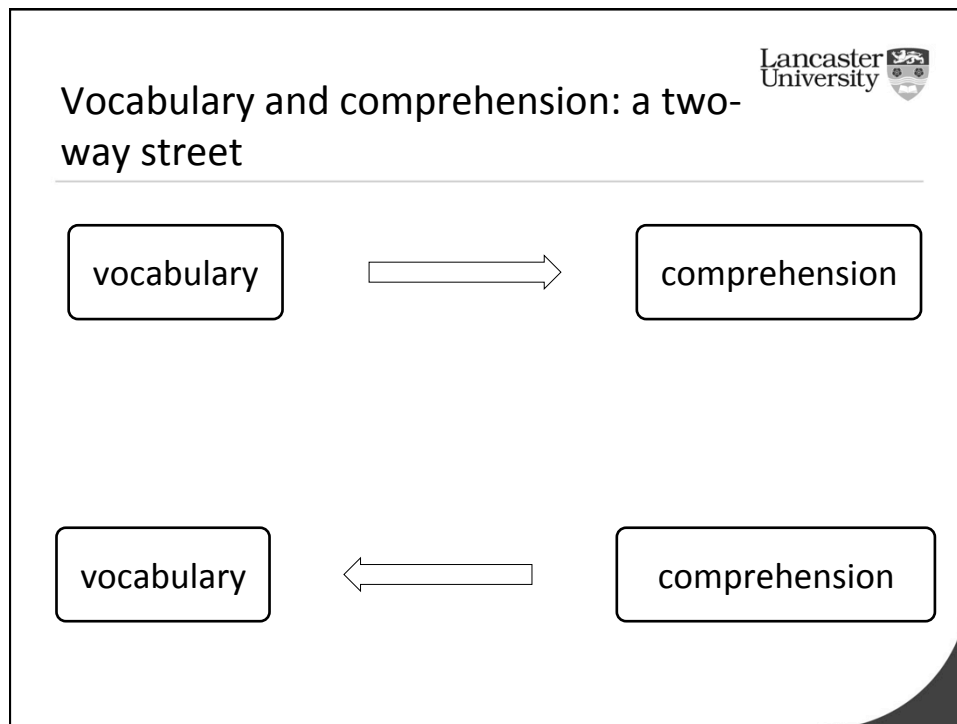 Lancaster
University
Vocabulary and comprehension: a two-
way street
vocabulary
comprehension
vocabulary
comprehension